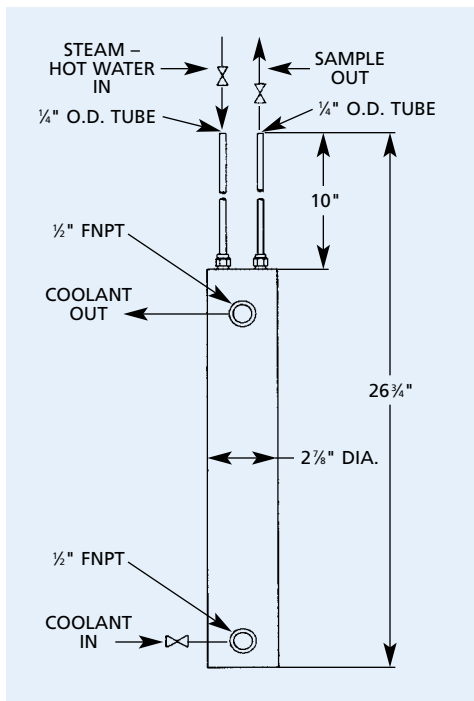 STEAM –
HOT WATER
IN
SAMPLE
OUT
¼" O.D. TUBE
¼" O.D. TUBE
10"
½" FNPT
COOLANT
OUT
26¾"
2⅞" DIA.
½" FNPT
COOLANT
IN